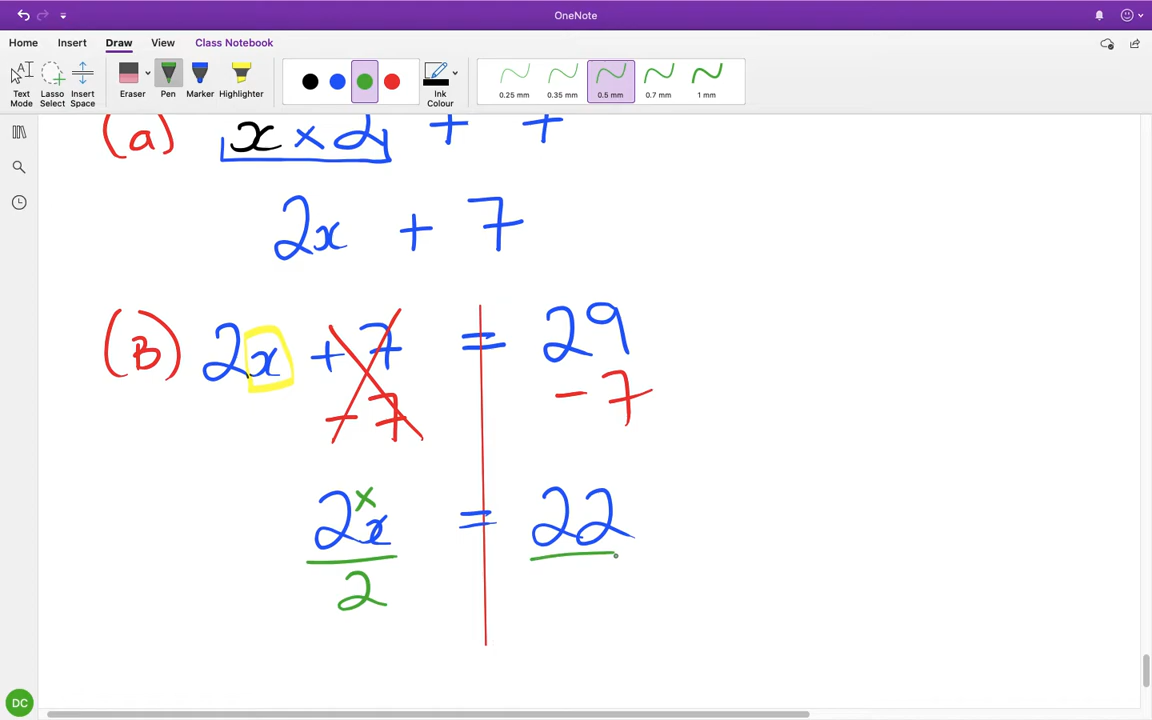 OneNote
Home Insert Draw View Class Notebook
Text Mode Lasso Select Insert Space Eraser Pen Marker Highlighter Ink Colour 0.25 mm 0.35 mm 0.5 mm 0.7 mm 1 mm
(a) x × 2 + 7
2x + 7
(B) 2x + 7 = 29
- 7 - 7
2 × x = 22
2
DC